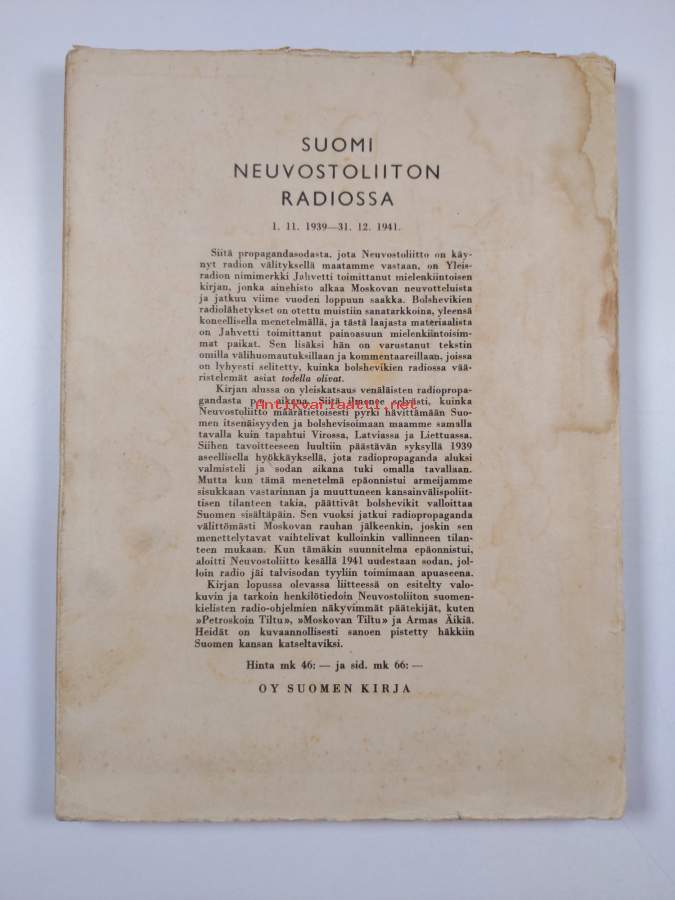 SUOMI
NEUVOSTOLIITON
RADIOSSA
1. 11. 1939—31. 12. 1941.
Siitä propagandasodasta, jota Neuvostoliitto on käy-
nyt radion välityksellä maatamme vastaan, on Yleis-
radion nimimerkki Jahvetti toimittanut mielenkiintoisen
kirjan, jonka ainehisto alkaa Moskovan neuvotteluista
ja jatkuu viime vuoden loppuun saakka. Bolshevikien
radiolähetykset on otettu muistiin sanatarkkoina, yleensä
koneellisella menetelmällä, ja tästä laajasta materiaalista
on Jahvetti toimittanut painoasuun mielenkiintoisim-
mat paikat. Sen lisäksi hän on varustanut tekstin
omilla välihuomautuksillaan ja kommentaareillaan, joissa
on lyhyesti selitetty, kuinka bolshevikien radiossa vää-
ristelemät asiat todella olivat.
Kirjan alussa on yleiskatsaus venäläisten radiopropa-
gandasta p.o. aikana. Siitä ilmenee selvästi, kuinka
Antikvariaatti.net
Neuvostoliitto määrätietoisesti pyrki hävittämään Suo-
men itsenäisyyden ja bolshevisoimaan maamme samalla
tavalla kuin tapahtui Virossa, Latviassa ja Liettuassa.
Siihen tavoitteeseen luultiin päästävän syksyllä 1939
aseellisella hyökkäyksellä, jota radiopropaganda aluksi
valmisteli ja sodan aikana tuki omalla tavallaan.
Mutta kun tämä menetelmä epäonnistui armeijamme
sisukkaan vastarinnan ja muuttuneen kansainvälispoliit-
tisen tilanteen takia, päättivät bolshevikit valloittaa
Suomen sisältäpäin. Sen vuoksi jatkui radiopropaganda
välittömästi Moskovan rauhan jälkeenkin, joskin sen
menettelytavat vaihtelivat kulloinkin vallinneen tilan-
teen mukaan. Kun tämäkin suunnitelma epäonnistui,
aloitti Neuvostoliitto kesällä 1941 uudestaan sodan, jol-
loin radio jäi talvisodan tyyliin toimimaan apuaseena.
Kirjan lopussa olevassa liitteessä on esitelty valo-
kuvin ja tarkoin henkilötiedoin Neuvostoliiton suomen-
kielisten radio-ohjelmien näkyvimmät päätekijät, kuten
»Petroskoin Tiltu», »Moskovan Tiltu» ja Armas Äikiä.
Heidät on kuvaannollisesti sanoen pistetty häkkiin
Suomen kansan katseltaviksi.
Hinta mk 46: — ja sid. mk 66: —
OY SUOMEN KIRJA